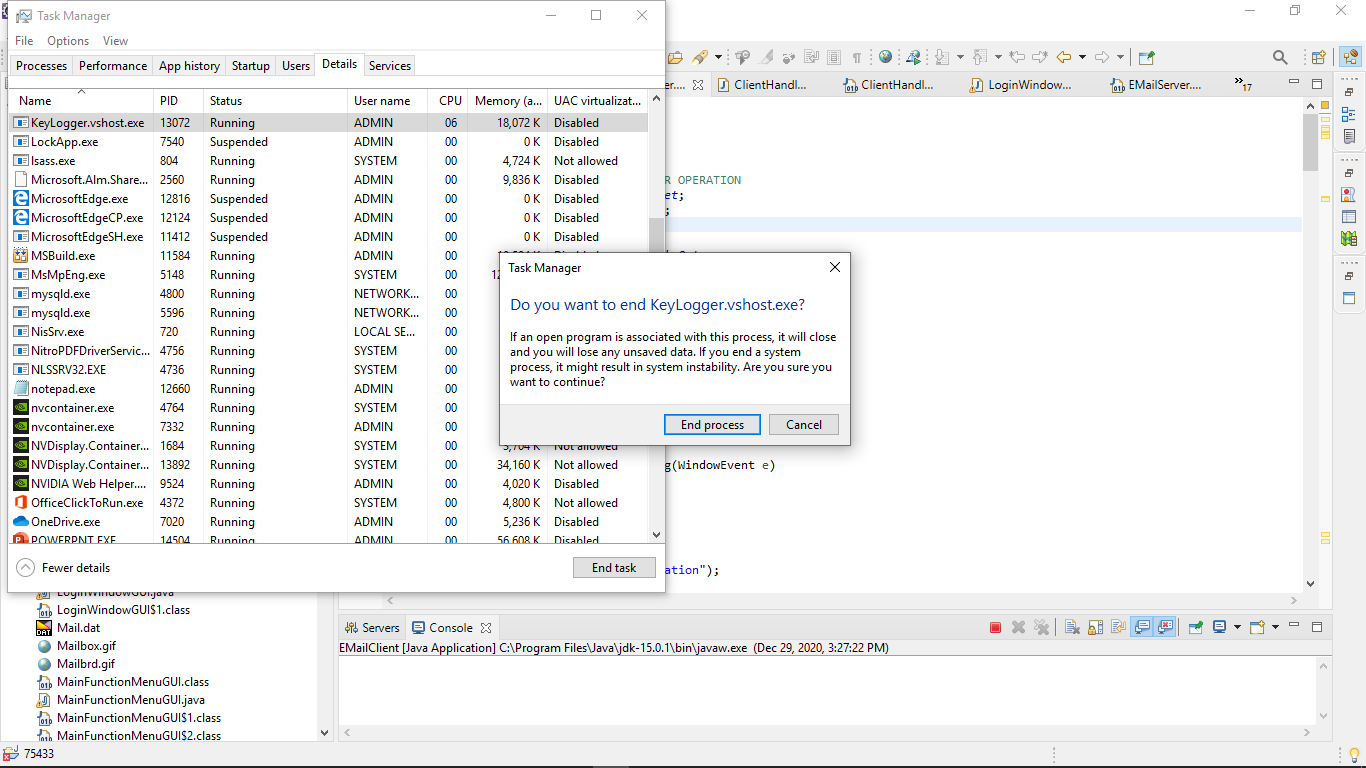 Task Manager
File Options View
Processes Performance App history Startup Users Details Services
Name PID Status User name CPU Memory (a... UAC virtualizat...
KeyLogger.vshost.exe 13072 Running ADMIN 06 18,072 K Disabled
LockApp.exe 7540 Suspended ADMIN 00 0 K Disabled
lsass.exe 804 Running SYSTEM 00 4,724 K Not allowed
Microsoft.Alm.Share... 2560 Running ADMIN 00 9,836 K Disabled
MicrosoftEdge.exe 12816 Suspended ADMIN 00 0 K Disabled
MicrosoftEdgeCP.exe 12124 Suspended ADMIN 00 0 K Disabled
MicrosoftEdgeSH.exe 11412 Suspended ADMIN 00 0 K Disabled
MSBuild.exe 11584 Running ADMIN 00
MsMpEng.exe 5148 Running SYSTEM 00
mysqld.exe 4800 Running NETWORK... 00
mysqld.exe 5596 Running NETWORK... 00
NisSrv.exe 720 Running LOCAL SE... 00
NitroPDFDriverServic... 4756 Running SYSTEM 00
NLSSRV32.EXE 4736 Running SYSTEM 00
notepad.exe 12660 Running ADMIN 00
nvcontainer.exe 4764 Running SYSTEM 00
nvcontainer.exe 7332 Running ADMIN 00
NVDisplay.Container... 1684 Running SYSTEM 00 3,704 K Not allowed
NVDisplay.Container... 13892 Running SYSTEM 00 34,160 K Not allowed
NVIDIA Web Helper.... 9524 Running ADMIN 00 4,020 K Disabled
OfficeClickToRun.exe 4372 Running SYSTEM 00 4,800 K Not allowed
OneDrive.exe 7020 Running ADMIN 00 5,236 K Disabled
POWERPNT.EXE 14504 Running ADMIN 00 56,608 K Disabled
Fewer details End task
Task Manager
Do you want to end KeyLogger.vshost.exe?
If an open program is associated with this process, it will close
and you will lose any unsaved data. If you end a system
process, it might result in system instability. Are you sure you
want to continue?
End process Cancel
er.... ClientHandl... ClientHandl... LoginWindow... EMailServer.... »17
R OPERATION
et;
;
g(WindowEvent e)
ation");
LoginWindowGUI.java
LoginWindowGUI$1.class
Mail.dat
Mailbox.gif
Mailbrd.gif
MainFunctionMenuGUI.class
MainFunctionMenuGUI.java
MainFunctionMenuGUI$1.class
MainFunctionMenuGUI$2.class
Servers Console
EMailClient [Java Application] C:\Program Files\Java\jdk-15.0.1\bin\javaw.exe (Dec 29, 2020, 3:27:22 PM)
75433